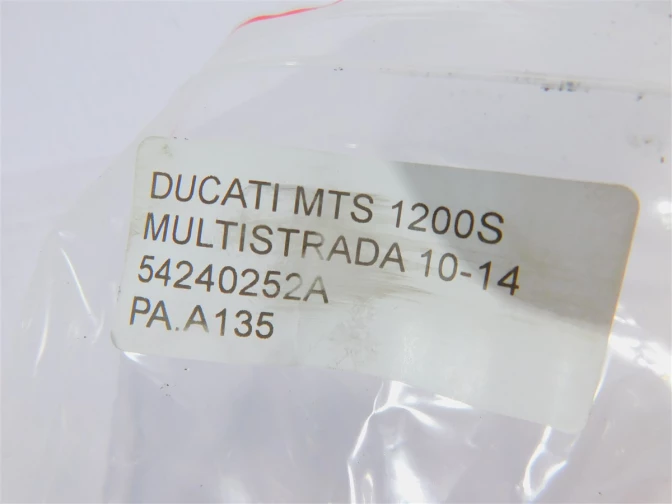 DUCATI MTS 1200S
MULTISTRADA 10-14
54240252A
PA.A135